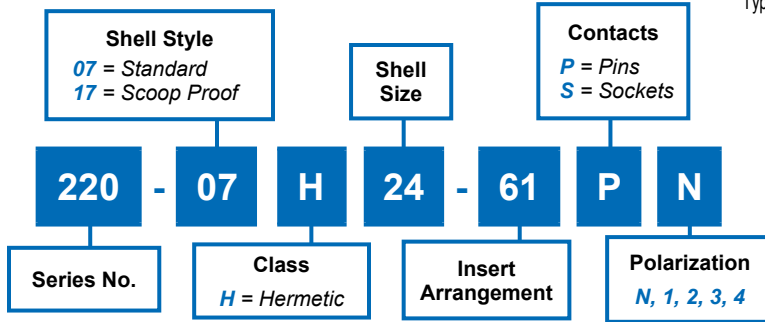 Typ
Shell Style
07 = Standard
17 = Scoop Proof
Shell
Size
Contacts
P = Pins
S = Sockets
220 - 07 H 24 - 61 P N
Series No.
Class
H = Hermetic
Insert
Arrangement
Polarization
N, 1, 2, 3, 4